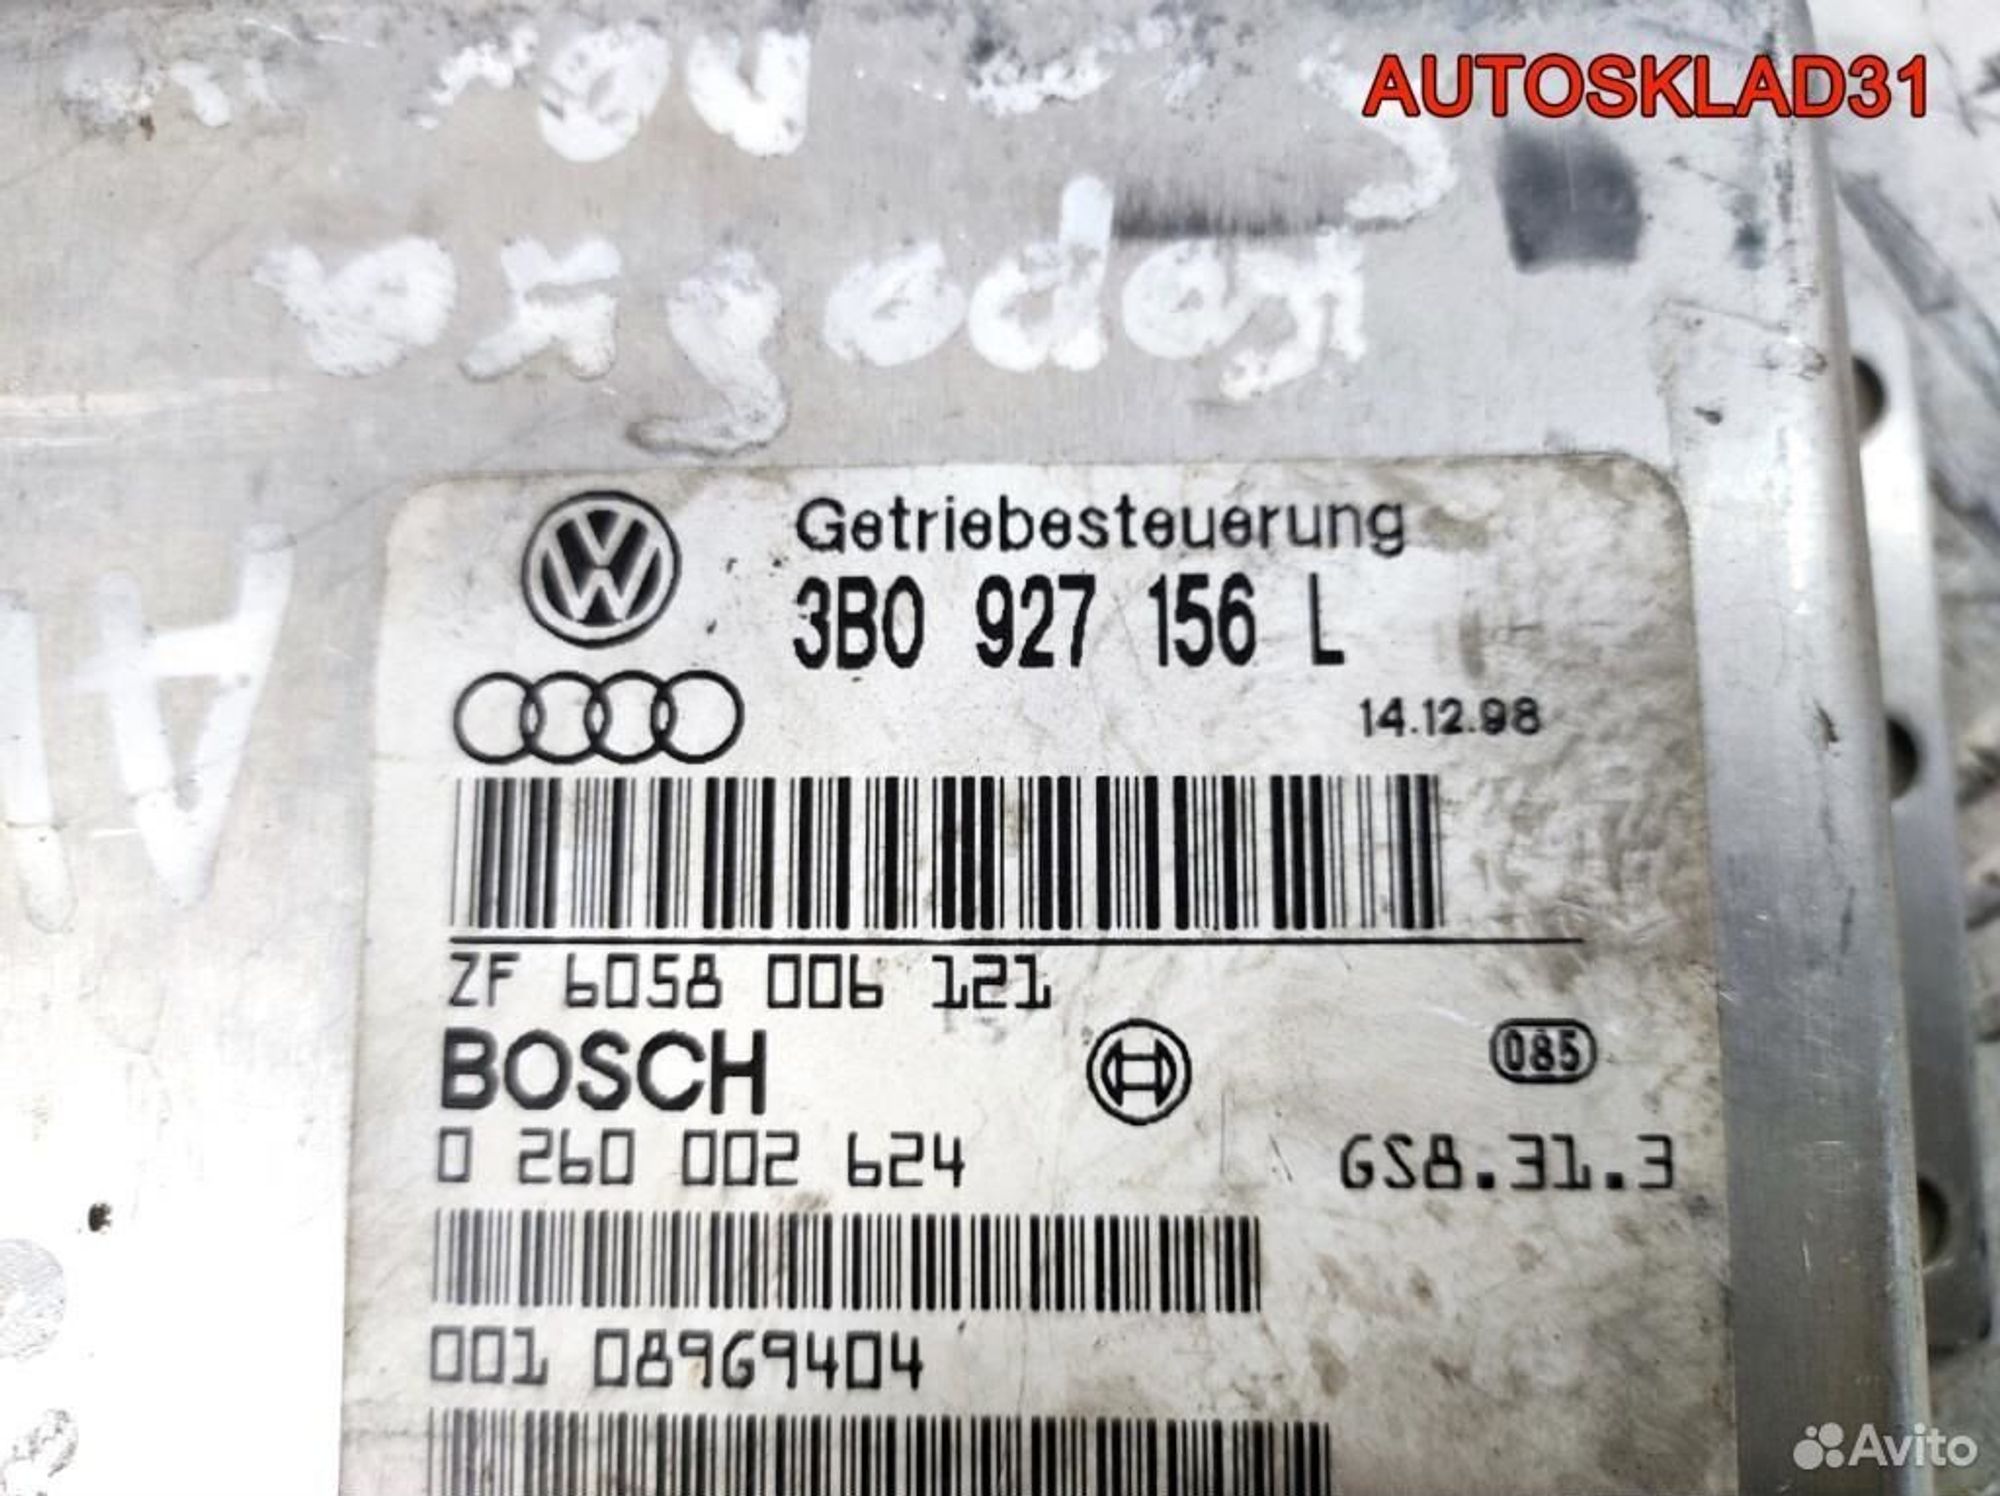 AUTOSKLAD31
Getriebesteuerung
3B0 927 156 L
14.12.98
ZF 6058 006 121
BOSCH
085
0 260 002 624
GS8.31.3
001 08969404
Avito